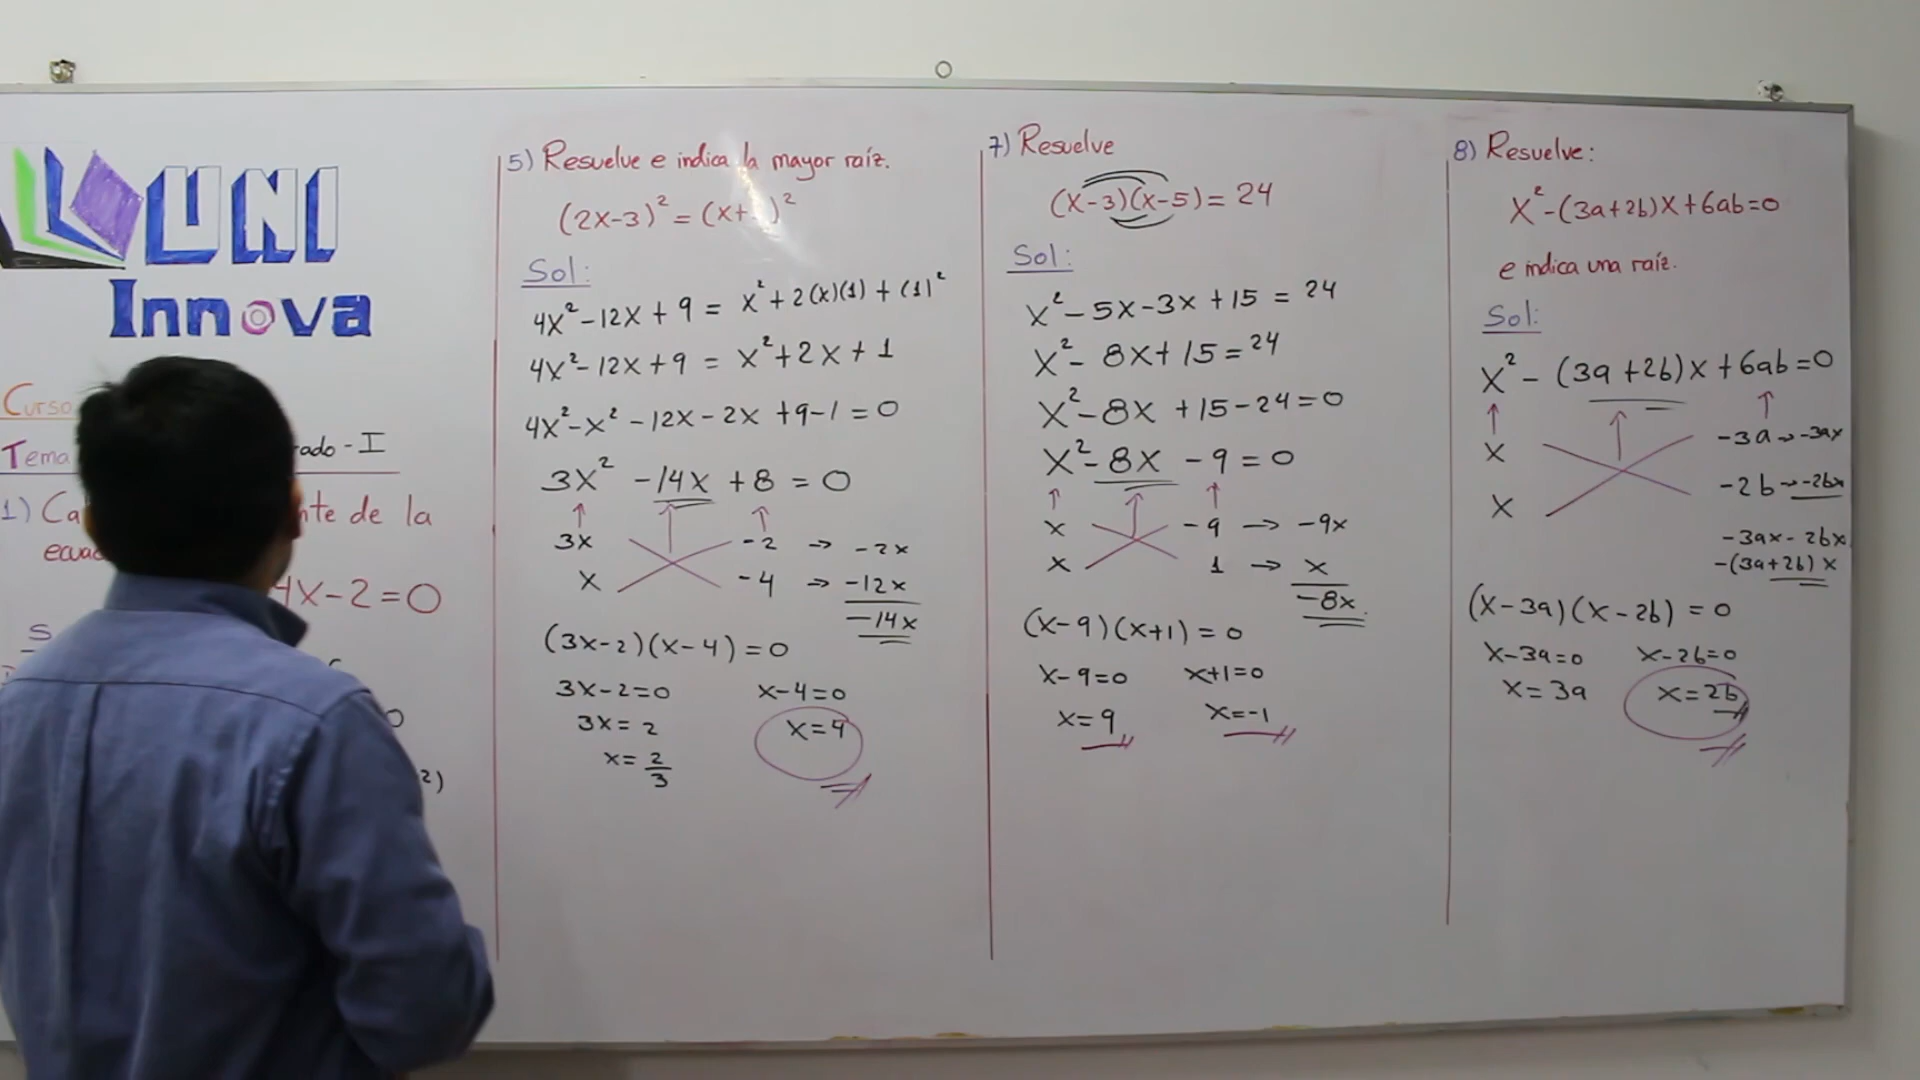 UNI
Innova
Curso
Tema
ado - I
1) Ca nte de la
ecua
4x-2=0
S
0
2)
5) Resuelve e indica la mayor raíz.
(2x-3)² = (x+ )²
Sol:
4x²-12x+9 = x²+2(x)(1)+(1)²
4x²-12x+9 = x²+2x+1
4x²-x²-12x-2x+9-1=0
3x² -14x +8 = 0
3x -2 → -2x
x -4 → -12x
-14x
(3x-2)(x-4)=0
3x-2=0 x-4=0
3x=2 x=4
x=2/3
7) Resuelve
(x-3)(x-5)=24
Sol:
x²-5x-3x+15=24
x²-8x+15=24
x²-8x+15-24=0
x²-8x-9=0
x -9 → -9x
x 1 → x
-8x
(x-9)(x+1)=0
x-9=0 x+1=0
x=9 x=-1
8) Resuelve:
x²-(3a+2b)x+6ab=0
e indica una raíz.
Sol:
x²-(3a+2b)x+6ab=0
x -3a → -3ax
x -2b → -2bx
-3ax-2bx
-(3a+2b)x
(x-3a)(x-2b)=0
x-3a=0 x-2b=0
x=3a x=2b